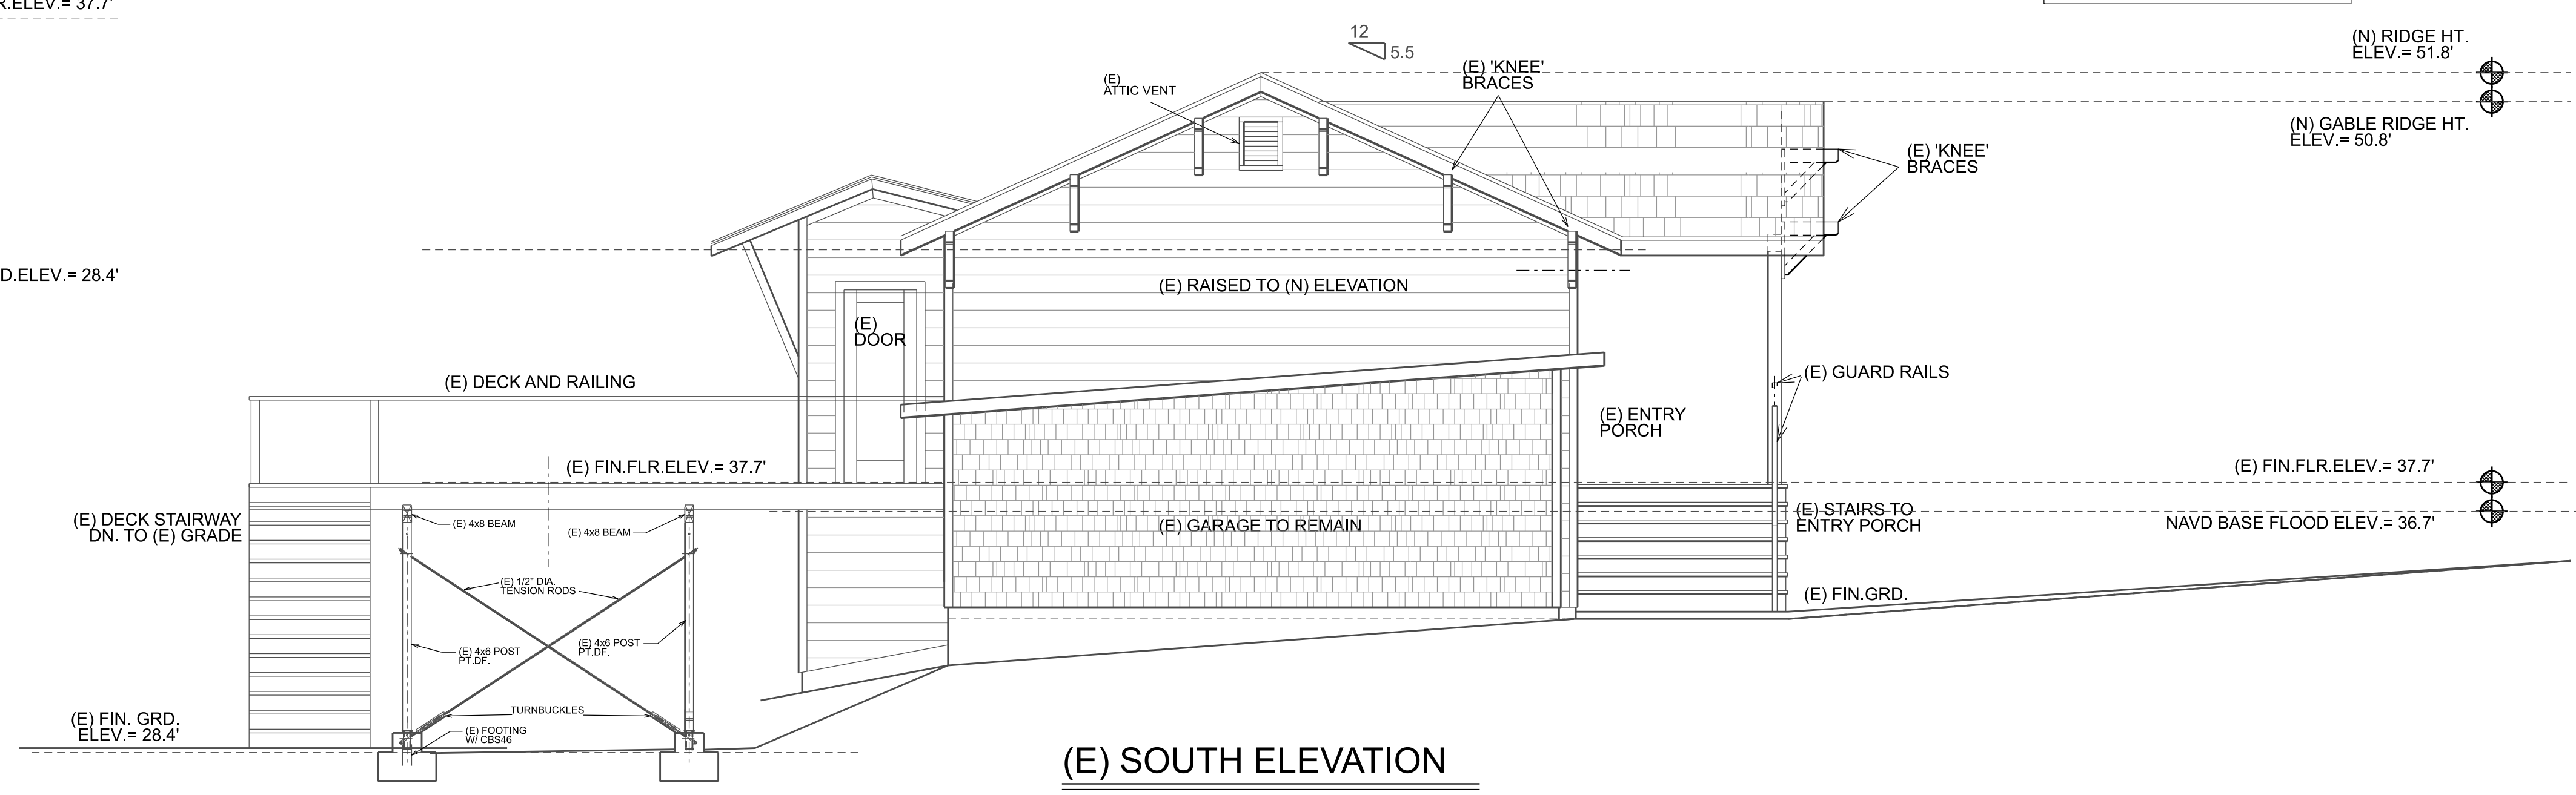 R.ELEV.= 37.7'
12
5.5
(N) RIDGE HT.
ELEV.= 51.8'
(E) 'KNEE'
BRACES
(E)
ATTIC VENT
(N) GABLE RIDGE HT.
ELEV.= 50.8'
(E) 'KNEE'
BRACES
D.ELEV.= 28.4'
(E) RAISED TO (N) ELEVATION
(E)
DOOR
(E) DECK AND RAILING
(E) GUARD RAILS
(E) ENTRY
PORCH
(E) FIN.FLR.ELEV.= 37.7'
(E) FIN.FLR.ELEV.= 37.7'
(E) DECK STAIRWAY
DN. TO (E) GRADE
(E) 4x8 BEAM
(E) 4x8 BEAM
(E) GARAGE TO REMAIN
(E) STAIRS TO
ENTRY PORCH
NAVD BASE FLOOD ELEV.= 36.7'
(E) 1/2" DIA.
TENSION RODS
(E) FIN.GRD.
(E) 4x6 POST
PT.DF.
(E) 4x6 POST
PT.DF.
TURNBUCKLES
(E) FIN. GRD.
ELEV.= 28.4'
(E) FOOTING
W/ CBS46
(E) SOUTH ELEVATION